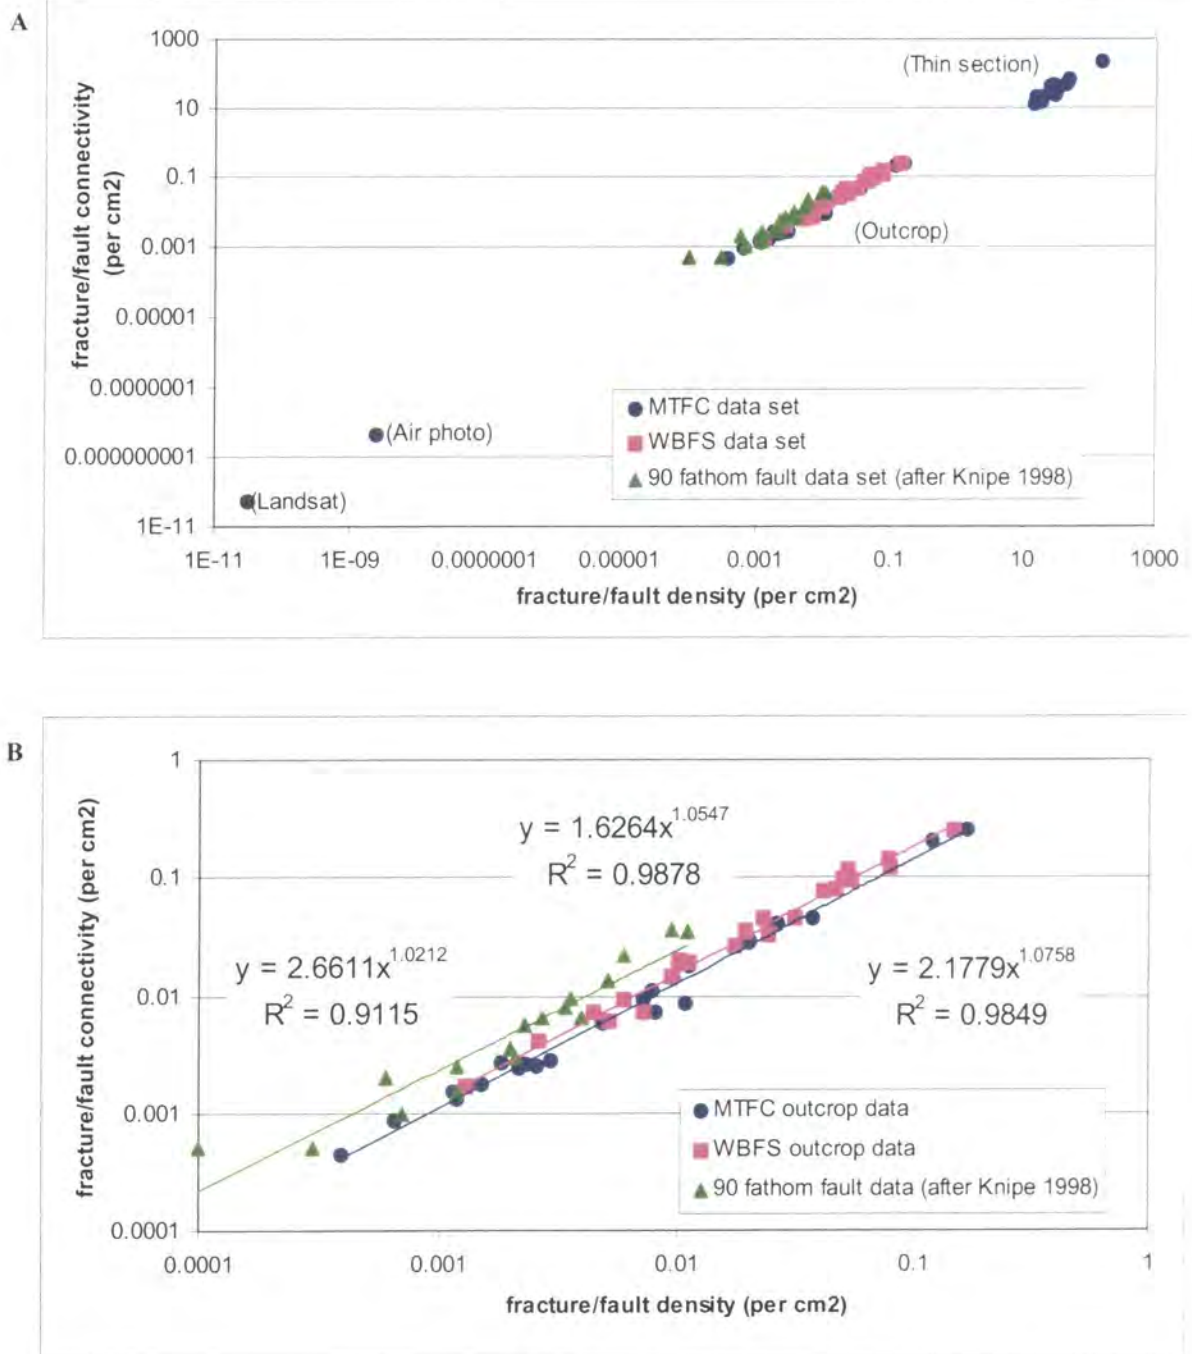 A
1000
10
0.1
0.001
0.00001
0.0000001
0.000000001
1E-11
fracture/fault connectivity
(per cm2)
(Thin section)
(Outcrop)
(Air photo)
(Landsat)
MTFC data set
WBFS data set
90 fathom fault data set (after Knipe 1998)
1E-11 1E-09 0.0000001 0.00001 0.001 0.1 10 1000
fracture/fault density (per cm2)
B
1
0.1
0.01
0.001
0.0001
fracture/fault connectivity (per cm2)
y = 1.6264x^1.0547
R² = 0.9878
y = 2.6611x^1.0212
R² = 0.9115
y = 2.1779x^1.0758
R² = 0.9849
MTFC outcrop data
WBFS outcrop data
90 fathom fault data (after Knipe 1998)
0.0001 0.001 0.01 0.1 1
fracture/fault density (per cm2)